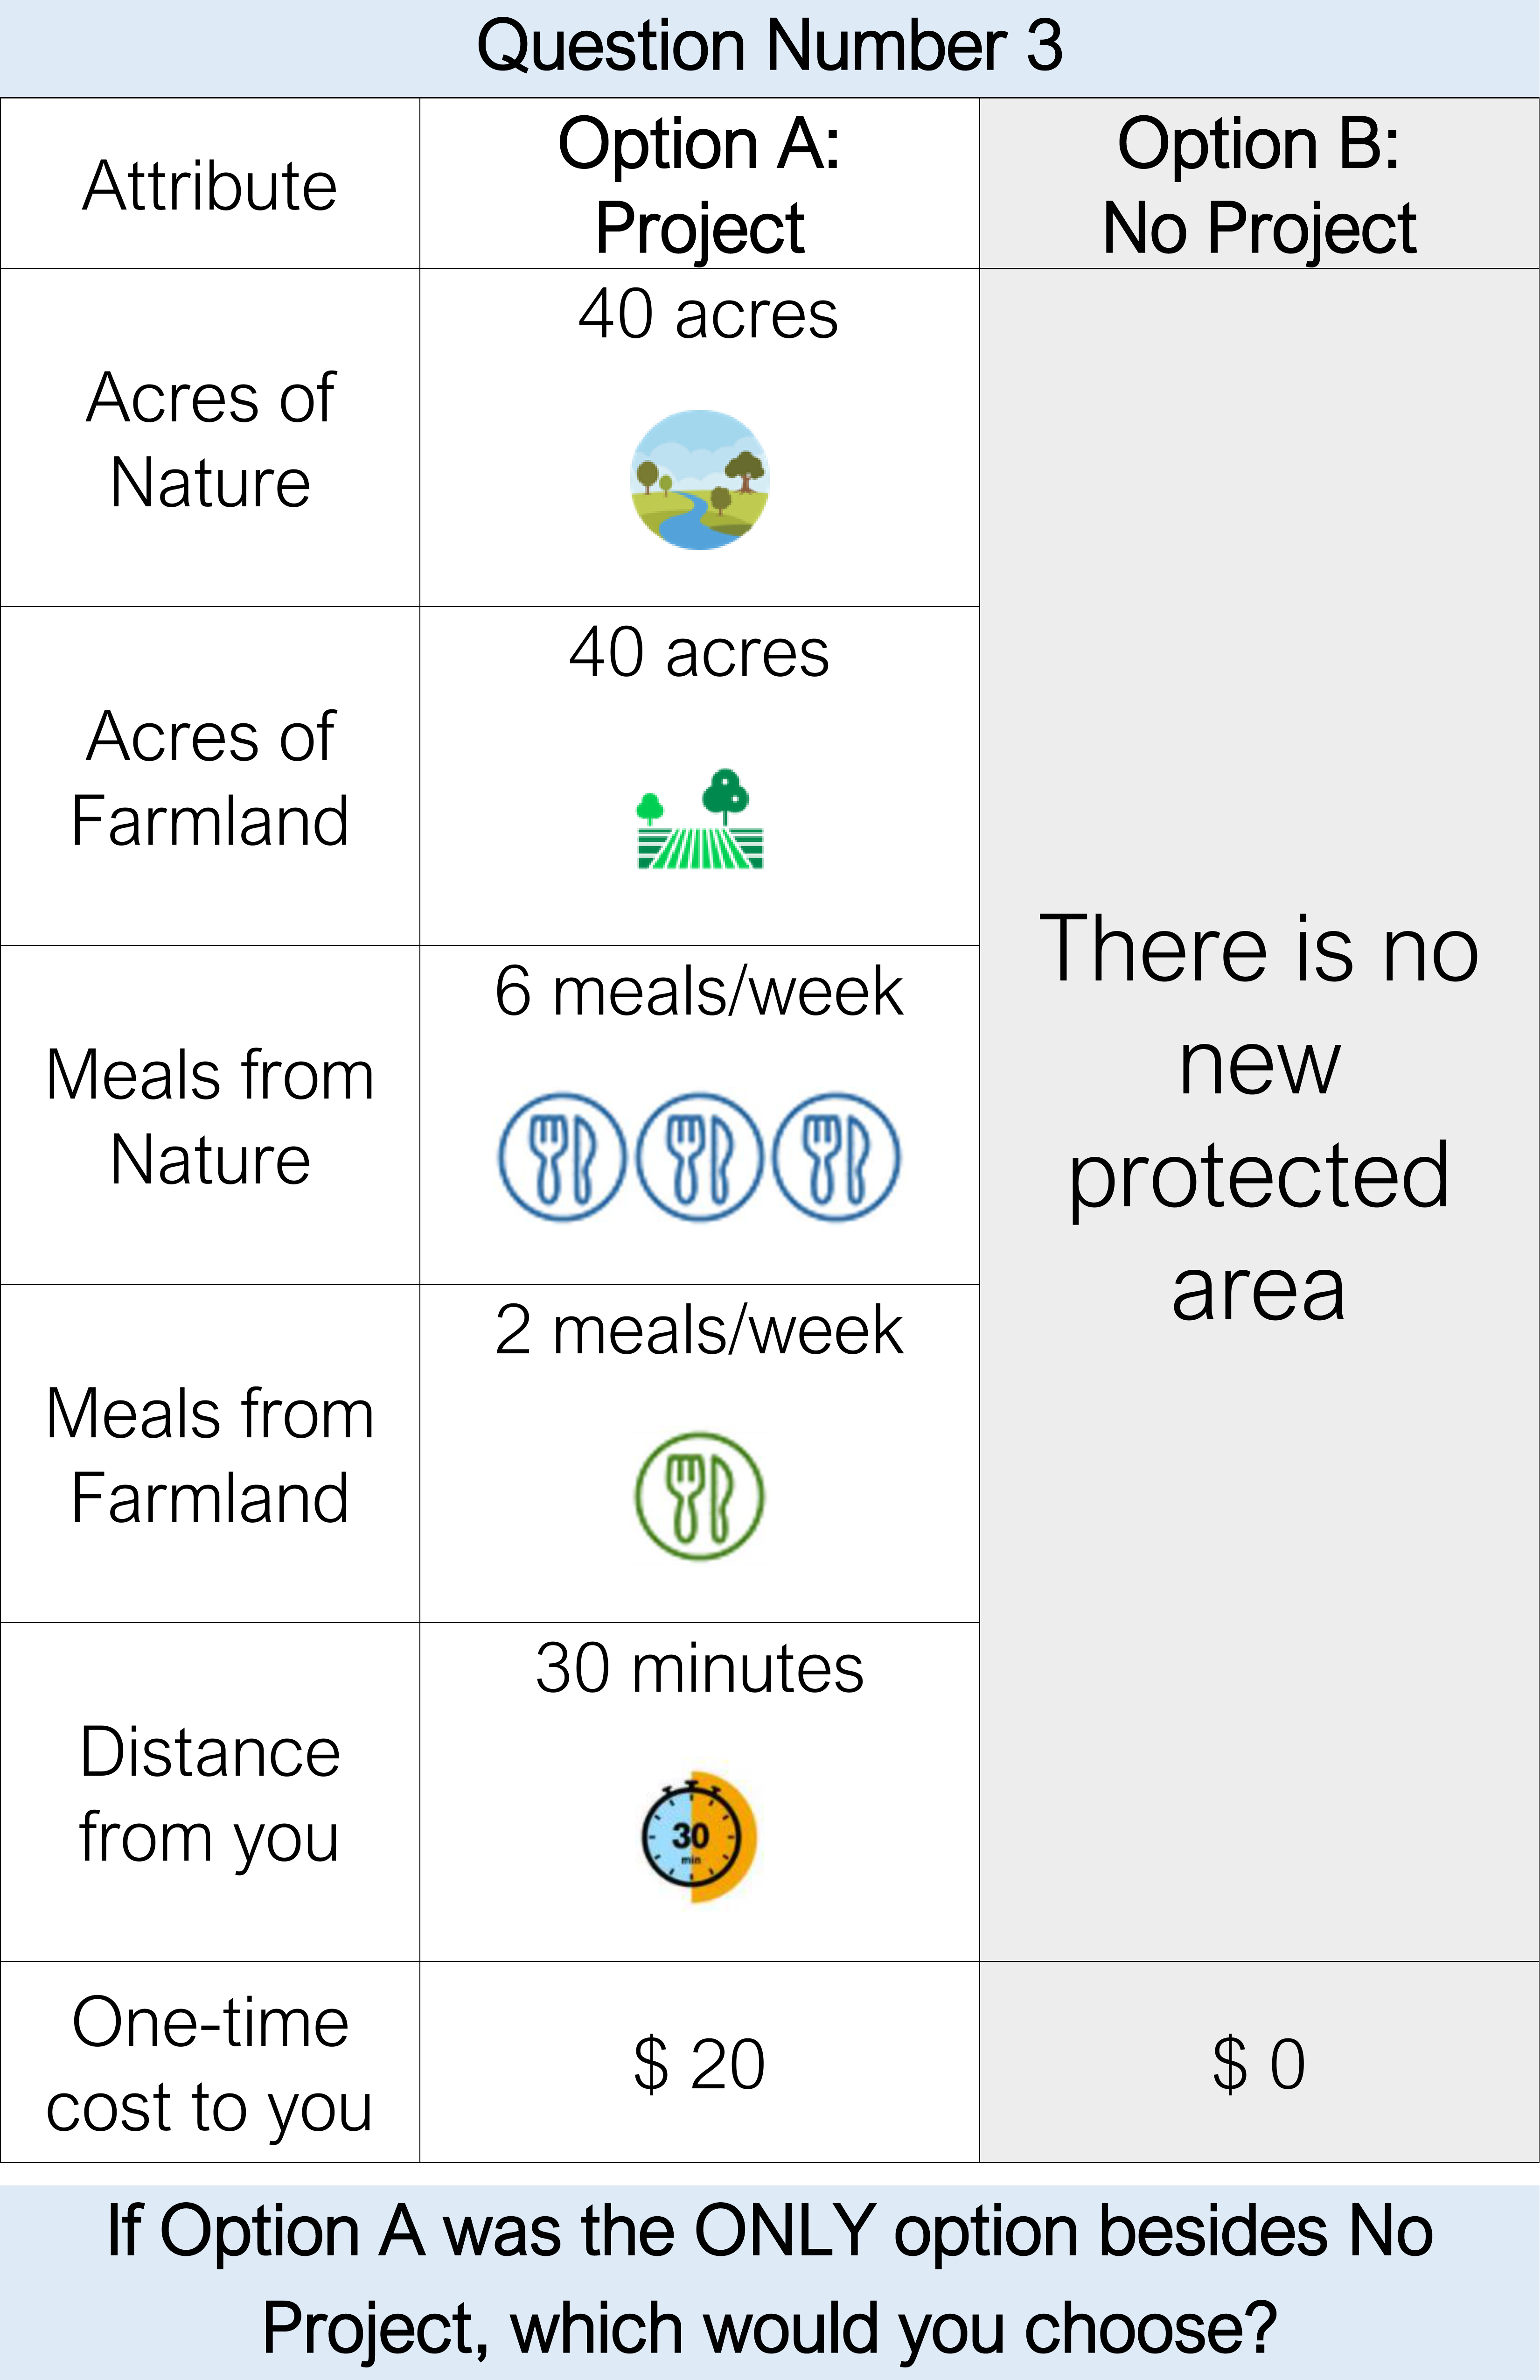 Question Number 3
Attribute
Option A:
Project
Option B:
No Project
Acres of
Nature
40 acres
Acres of
Farmland
40 acres
Meals from
Nature
6 meals/week
Meals from
Farmland
2 meals/week
Distance
from you
30 minutes
30
min
There is no
new
protected
area
One-time
cost to you
$ 20
$ 0
If Option A was the ONLY option besides No
Project, which would you choose?